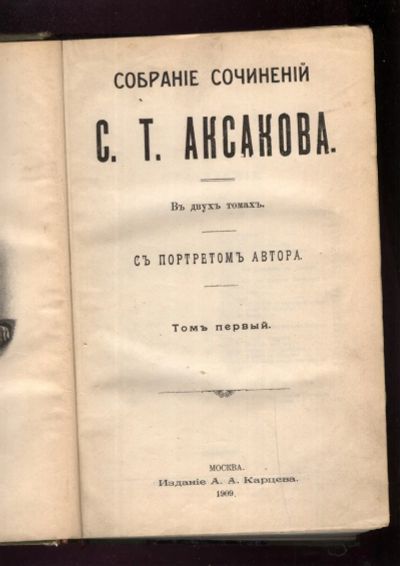 СОБРАНІЕ СОЧИНЕНІЙ
С. Т. АКСАКОВА.
Въ двухъ томахъ.
СЪ ПОРТРЕТОМЪ АВТОРА.
Томъ первый.
МОСКВА.
Изданіе А. А. Карцева.
1909.